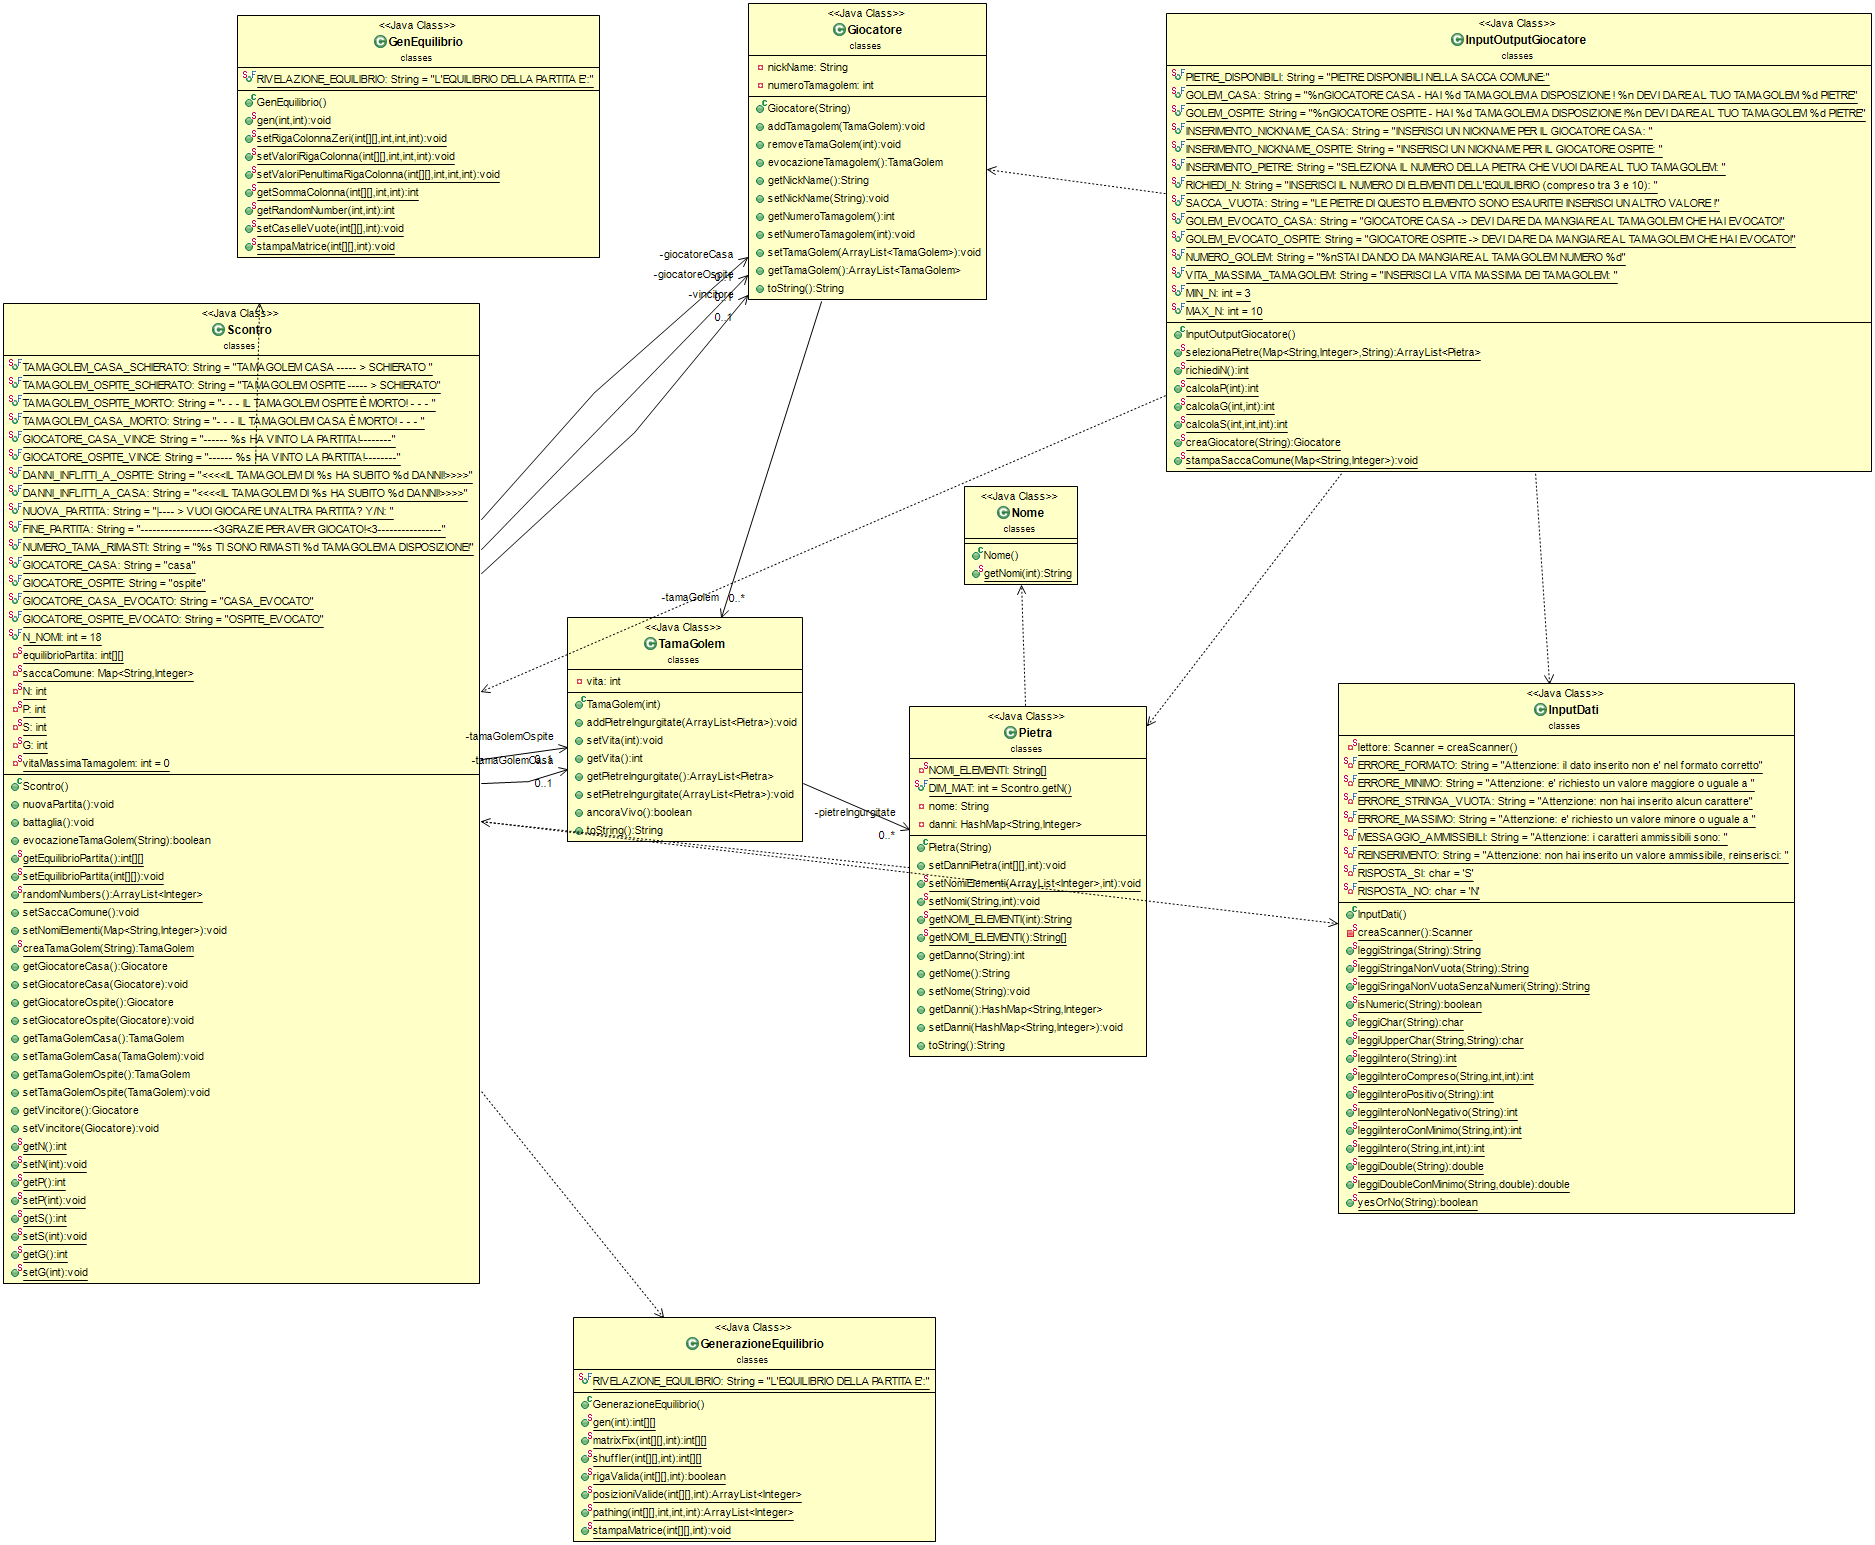 <<Java Class>>
GenEquilibrio
classes
RIVELAZIONE_EQUILIBRIO: String = "L'EQUILIBRIO DELLA PARTITA E':"
GenEquilibrio()
gen(int,int):void
setRigaColonnaZeri(int[][],int,int,int):void
setValoriRigaColonna(int[][],int,int,int):void
setValoriPenultimaRigaColonna(int[][],int,int,int):void
getSommaColonna(int[][],int,int):int
getRandomNumber(int,int):int
setCaselleVuote(int[][],int):void
stampaMatrice(int[][],int):void
<<Java Class>>
Giocatore
classes
nickName: String
numeroTamagolem: int
Giocatore(String)
addTamagolem(TamaGolem):void
removeTamaGolem(int):void
evocazioneTamagolem():TamaGolem
getNickName():String
setNickName(String):void
getNumeroTamagolem():int
setNumeroTamagolem(int):void
setTamaGolem(ArrayList<TamaGolem>):void
getTamaGolem():ArrayList<TamaGolem>
toString():String
<<Java Class>>
InputOutputGiocatore
classes
PIETRE_DISPONIBILI: String = "PIETRE DISPONIBILI NELLA SACCA COMUNE:"
GOLEM_CASA: String = "%nGIOCATORE CASA - HAI %d TAMAGOLEM A DISPOSIZIONE ! %n DEVI DARE AL TUO TAMAGOLEM %d PIETRE"
GOLEM_OSPITE: String = "%nGIOCATORE OSPITE - HAI %d TAMAGOLEM A DISPOSIZIONE !%n DEVI DARE AL TUO TAMAGOLEM %d PIETRE"
INSERIMENTO_NICKNAME_CASA: String = "INSERISCI UN NICKNAME PER IL GIOCATORE CASA: "
INSERIMENTO_NICKNAME_OSPITE: String = "INSERISCI UN NICKNAME PER IL GIOCATORE OSPITE: "
INSERIMENTO_PIETRE: String = "SELEZIONA IL NUMERO DELLA PIETRA CHE VUOI DARE AL TUO TAMAGOLEM: "
RICHIEDI_N: String = "INSERISCI IL NUMERO DI ELEMENTI DELL'EQUILIBRIO (compreso tra 3 e 10): "
SACCA_VUOTA: String = "LE PIETRE DI QUESTO ELEMENTO SONO ESAURITE! INSERISCI UN ALTRO VALORE !"
GOLEM_EVOCATO_CASA: String = "GIOCATORE CASA -> DEVI DARE DA MANGIARE AL TAMAGOLEM CHE HAI EVOCATO!"
GOLEM_EVOCATO_OSPITE: String = "GIOCATORE OSPITE -> DEVI DARE DA MANGIARE AL TAMAGOLEM CHE HAI EVOCATO!"
NUMERO_GOLEM: String = "%nSTAI DANDO DA MANGIARE AL TAMAGOLEM NUMERO %d"
VITA_MASSIMA_TAMAGOLEM: String = "INSERISCI LA VITA MASSIMA DEI TAMAGOLEM: "
MIN_N: int = 3
MAX_N: int = 10
InputOutputGiocatore()
selezionaPietre(Map<String,Integer>,String):ArrayList<Pietra>
richiediN():int
calcolaP(int):int
calcolaG(int,int):int
calcolaS(int,int,int):int
creaGiocatore(String):Giocatore
stampaSaccaComune(Map<String,Integer>):void
-giocatoreCasa
0..1
-giocatoreOspite
0..1
-vincitore
0..1
<<Java Class>>
Scontro
classes
TAMAGOLEM_CASA_SCHIERATO: String = "TAMAGOLEM CASA ----- > SCHIERATO "
TAMAGOLEM_OSPITE_SCHIERATO: String = "TAMAGOLEM OSPITE ----- > SCHIERATO"
TAMAGOLEM_OSPITE_MORTO: String = "- - - IL TAMAGOLEM OSPITE È MORTO! - - - "
TAMAGOLEM_CASA_MORTO: String = "- - - IL TAMAGOLEM CASA È MORTO! - - - "
GIOCATORE_CASA_VINCE: String = "------ %s HA VINTO LA PARTITA!--------"
GIOCATORE_OSPITE_VINCE: String = "------ %s HA VINTO LA PARTITA!--------"
DANNI_INFLITTI_A_OSPITE: String = "<<<<IL TAMAGOLEM DI %s HA SUBITO %d DANNI!>>>>"
DANNI_INFLITTI_A_CASA: String = "<<<<IL TAMAGOLEM DI %s HA SUBITO %d DANNI!>>>>"
NUOVA_PARTITA: String = "|---- > VUOI GIOCARE UN'ALTRA PARTITA? Y/N: "
FINE_PARTITA: String = "------------------<3GRAZIE PER AVER GIOCATO!<3----------------"
NUMERO_TAMA_RIMASTI: String = "%s TI SONO RIMASTI %d TAMAGOLEM A DISPOSIZIONE!"
GIOCATORE_CASA: String = "casa"
GIOCATORE_OSPITE: String = "ospite"
GIOCATORE_CASA_EVOCATO: String = "CASA_EVOCATO"
GIOCATORE_OSPITE_EVOCATO: String = "OSPITE_EVOCATO"
N_NOMI: int = 18
equilibrioPartita: int[][]
saccaComune: Map<String,Integer>
N: int
P: int
S: int
G: int
vitaMassimaTamagolem: int = 0
Scontro()
nuovaPartita():void
battaglia():void
evocazioneTamaGolem(String):boolean
getEquilibrioPartita():int[][]
setEquilibrioPartita(int[][]):void
randomNumbers():ArrayList<Integer>
setSaccaComune():void
setNomiElementi(Map<String,Integer>):void
creaTamaGolem(String):TamaGolem
getGiocatoreCasa():Giocatore
setGiocatoreCasa(Giocatore):void
getGiocatoreOspite():Giocatore
setGiocatoreOspite(Giocatore):void
getTamaGolemCasa():TamaGolem
setTamaGolemCasa(TamaGolem):void
getTamaGolemOspite():TamaGolem
setTamaGolemOspite(TamaGolem):void
getVincitore():Giocatore
setVincitore(Giocatore):void
getN():int
setN(int):void
getP():int
setP(int):void
getS():int
setS(int):void
getG():int
setG(int):void
<<Java Class>>
Nome
classes
Nome()
getNomi(int):String
-tamaGolem
0..*
<<Java Class>>
TamaGolem
classes
vita: int
TamaGolem(int)
addPietreIngurgitate(ArrayList<Pietra>):void
setVita(int):void
getVita():int
getPietreIngurgitate():ArrayList<Pietra>
setPietreIngurgitate(ArrayList<Pietra>):void
ancoraVivo():boolean
toString():String
-tamaGolemOspite
0..1
-tamaGolemCasa
0..1
-pietreIngurgitate
0..*
<<Java Class>>
Pietra
classes
NOMI_ELEMENTI: String[]
DIM_MAT: int = Scontro.getN()
nome: String
danni: HashMap<String,Integer>
Pietra(String)
setDanniPietra(int[][],int):void
setNomiElementi(ArrayList<Integer>,int):void
setNomi(String,int):void
getNOMI_ELEMENTI(int):String
getNOMI_ELEMENTI():String[]
getDanno(String):int
getNome():String
setNome(String):void
getDanni():HashMap<String,Integer>
setDanni(HashMap<String,Integer>):void
toString():String
<<Java Class>>
InputDati
classes
lettore: Scanner = creaScanner()
ERRORE_FORMATO: String = "Attenzione: il dato inserito non e' nel formato corretto"
ERRORE_MINIMO: String = "Attenzione: e' richiesto un valore maggiore o uguale a "
ERRORE_STRINGA_VUOTA: String = "Attenzione: non hai inserito alcun carattere"
ERRORE_MASSIMO: String = "Attenzione: e' richiesto un valore minore o uguale a "
MESSAGGIO_AMMISSIBILI: String = "Attenzione: i caratteri ammissibili sono: "
REINSERIMENTO: String = "Attenzione: non hai inserito un valore ammissibile, reinserisci: "
RISPOSTA_SI: char = 'S'
RISPOSTA_NO: char = 'N'
InputDati()
creaScanner():Scanner
leggiStringa(String):String
leggiStringaNonVuota(String):String
leggiSringaNonVuotaSenzaNumeri(String):String
isNumeric(String):boolean
leggiChar(String):char
leggiUpperChar(String,String):char
leggiIntero(String):int
leggiInteroCompreso(String,int,int):int
leggiInteroPositivo(String):int
leggiInteroNonNegativo(String):int
leggiInteroConMinimo(String,int):int
leggiIntero(String,int,int):int
leggiDouble(String):double
leggiDoubleConMinimo(String,double):double
yesOrNo(String):boolean
<<Java Class>>
GenerazioneEquilibrio
classes
RIVELAZIONE_EQUILIBRIO: String = "L'EQUILIBRIO DELLA PARTITA E':"
GenerazioneEquilibrio()
gen(int):int[][]
matrixFix(int[][],int):int[][]
shuffler(int[][],int):int[][]
rigaValida(int[][],int):boolean
posizioniValide(int[][],int):ArrayList<Integer>
pathing(int[][],int,int,int):ArrayList<Integer>
stampaMatrice(int[][],int):void